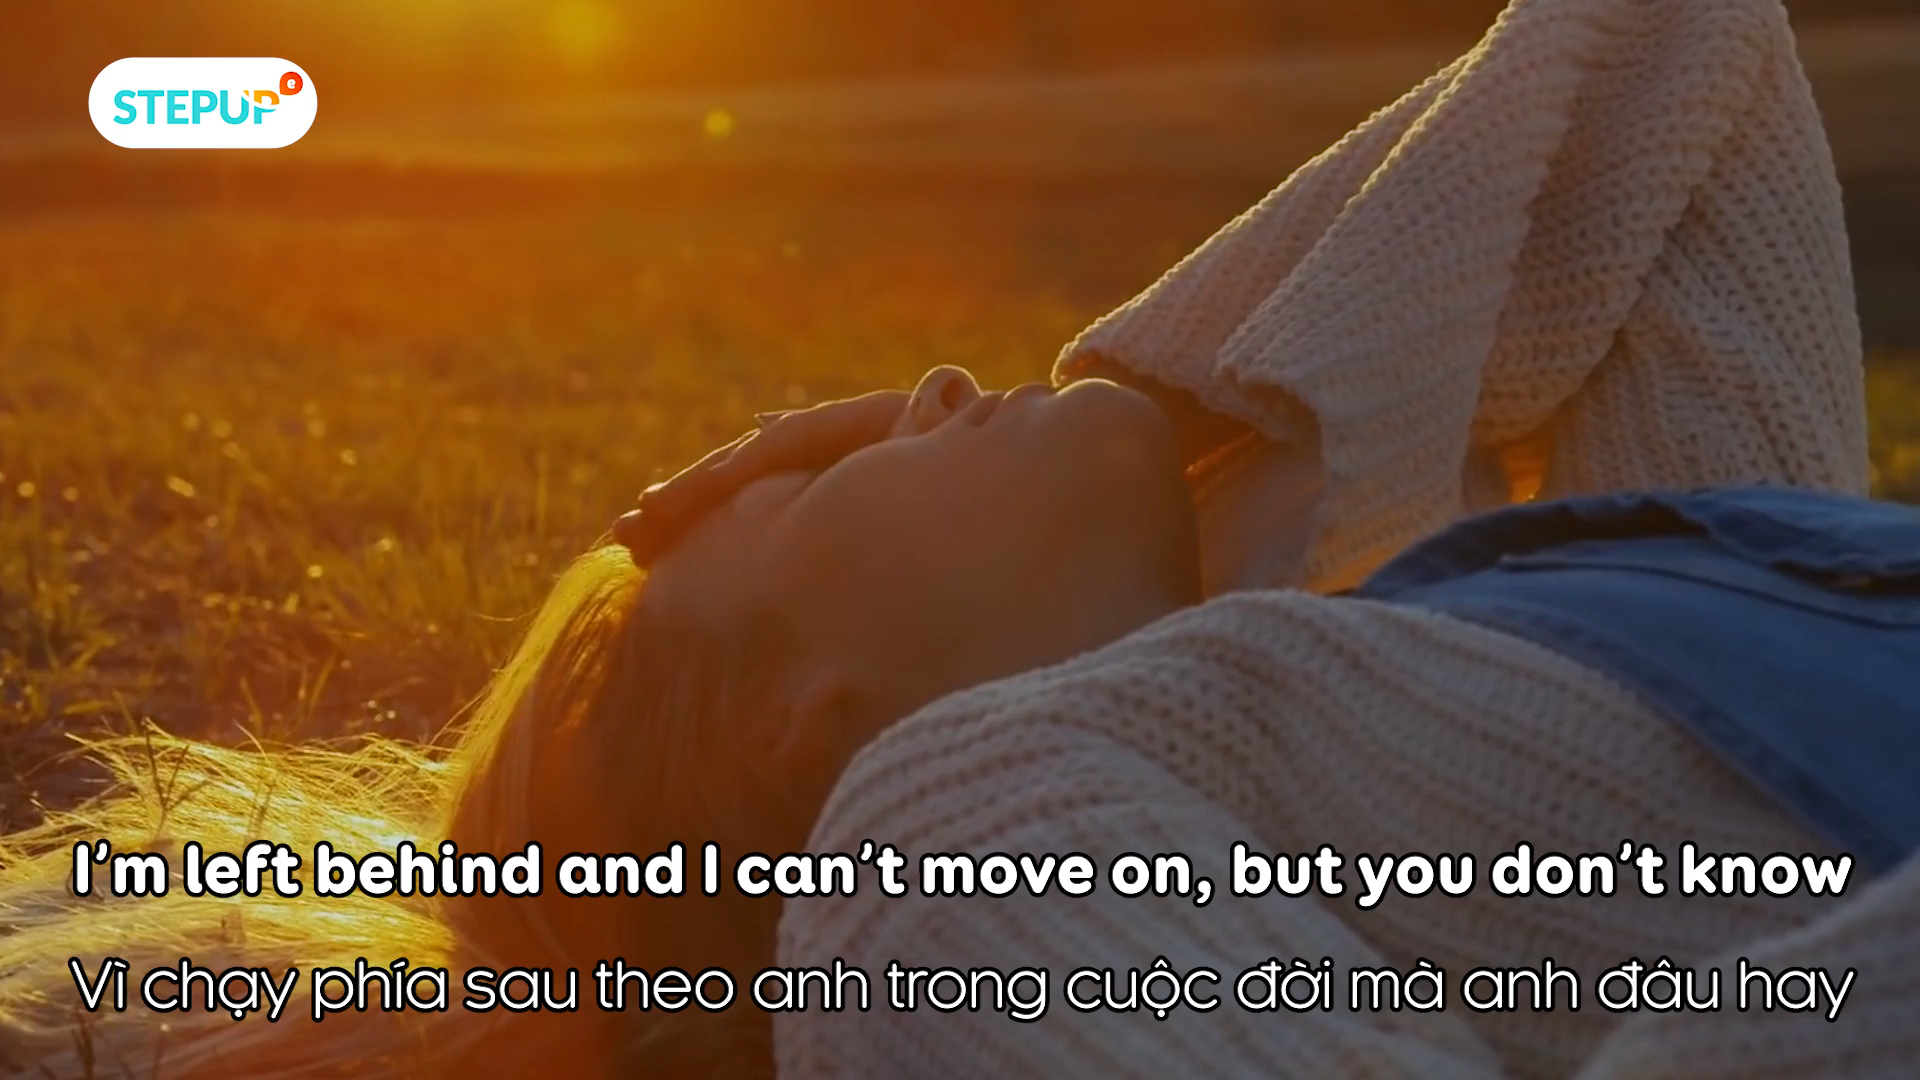 STEPUP e
I'm left behind and I can't move on, but you don't know
Vì chạy phía sau theo anh trong cuộc đời mà anh đâu hay